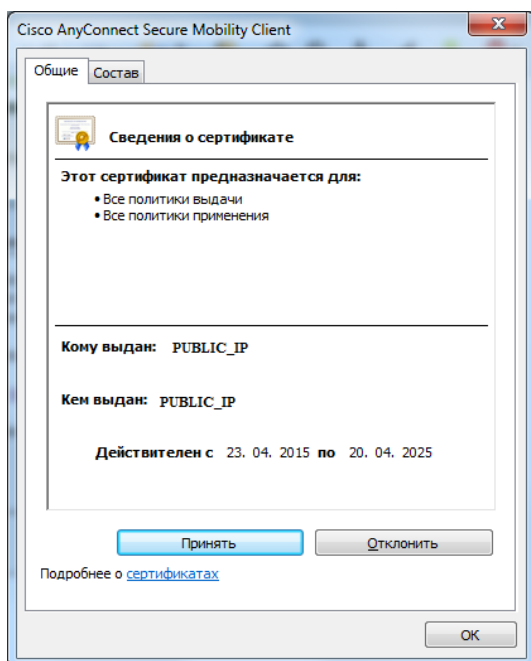 Cisco AnyConnect Secure Mobility Client
Общие Состав
Сведения о сертификате
Этот сертификат предназначается для:
• Все политики выдачи
• Все политики применения
Кому выдан: PUBLIC_IP
Кем выдан: PUBLIC_IP
Действителен с 23. 04. 2015 по 20. 04. 2025
Принять Отклонить
Подробнее о сертификатах
ОК